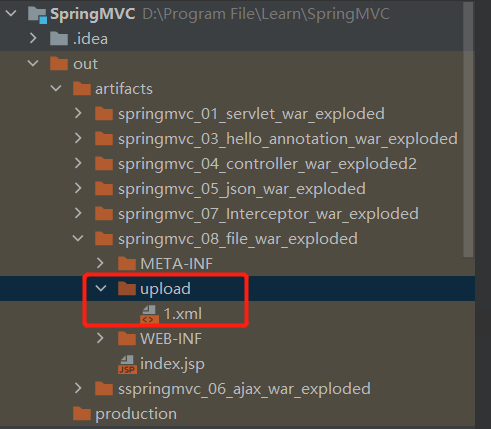 SpringMVC D:\Program File\Learn\SpringMVC
.idea
out
artifacts
springmvc_01_servlet_war_exploded
springmvc_03_hello_annotation_war_exploded
springmvc_04_controller_war_exploded2
springmvc_05_json_war_exploded
springmvc_07_Interceptor_war_exploded
springmvc_08_file_war_exploded
META-INF
upload
1.xml
WEB-INF
JSP index.jsp
sspringmvc_06_ajax_war_exploded
production